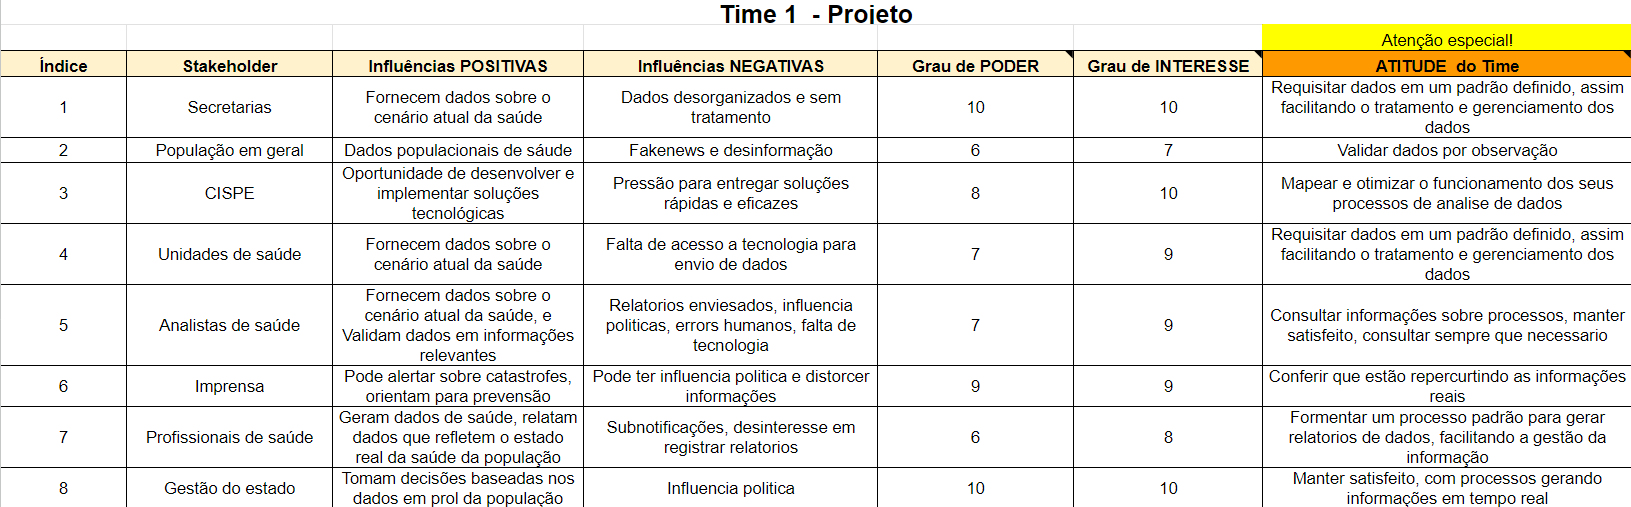 Time 1 - Projeto
Atenção especial!
Índice Stakeholder Influências POSITIVAS Influências NEGATIVAS Grau de PODER Grau de INTERESSE ATITUDE do Time
1
Secretarias
Fornecem dados sobre o
cenário atual da saúde
Dados desorganizados e sem
tratamento
10
10
Requisitar dados em um padrão definido, assim
facilitando o tratamento e gerenciamento dos
dados
2
População em geral
Dados populacionais de sáude
Fakenews e desinformação
6
7
Validar dados por observação
3
CISPE
Oportunidade de desenvolver e
implementar soluções
tecnológicas
Pressão para entregar soluções
rápidas e eficazes
8
10
Mapear e otimizar o funcionamento dos seus
processos de analise de dados
4
Unidades de saúde
Fornecem dados sobre o
cenário atual da saúde
Falta de acesso a tecnologia para
envio de dados
7
9
Requisitar dados em um padrão definido, assim
facilitando o tratamento e gerenciamento dos
dados
5
Analistas de saúde
Fornecem dados sobre o
cenário atual da saúde, e
Validam dados em informações
relevantes
Relatorios enviesados, influencia
politicas, errors humanos, falta de
tecnologia
7
9
Consultar informações sobre processos, manter
satisfeito, consultar sempre que necessario
6
Imprensa
Pode alertar sobre catastrofes,
orientam para prevensão
Pode ter influencia politica e distorcer
informações
9
9
Conferir que estão repercurtindo as informações
reais
7
Profissionais de saúde
Geram dados de saúde, relatam
dados que refletem o estado
real da saúde da população
Subnotificações, desinteresse em
registrar relatorios
6
8
Formentar um processo padrão para gerar
relatorios de dados, facilitando a gestão da
informação
8
Gestão do estado
Tomam decisões baseadas nos
dados em prol da população
Influencia politica
10
10
Manter satisfeito, com processos gerando
informações em tempo real